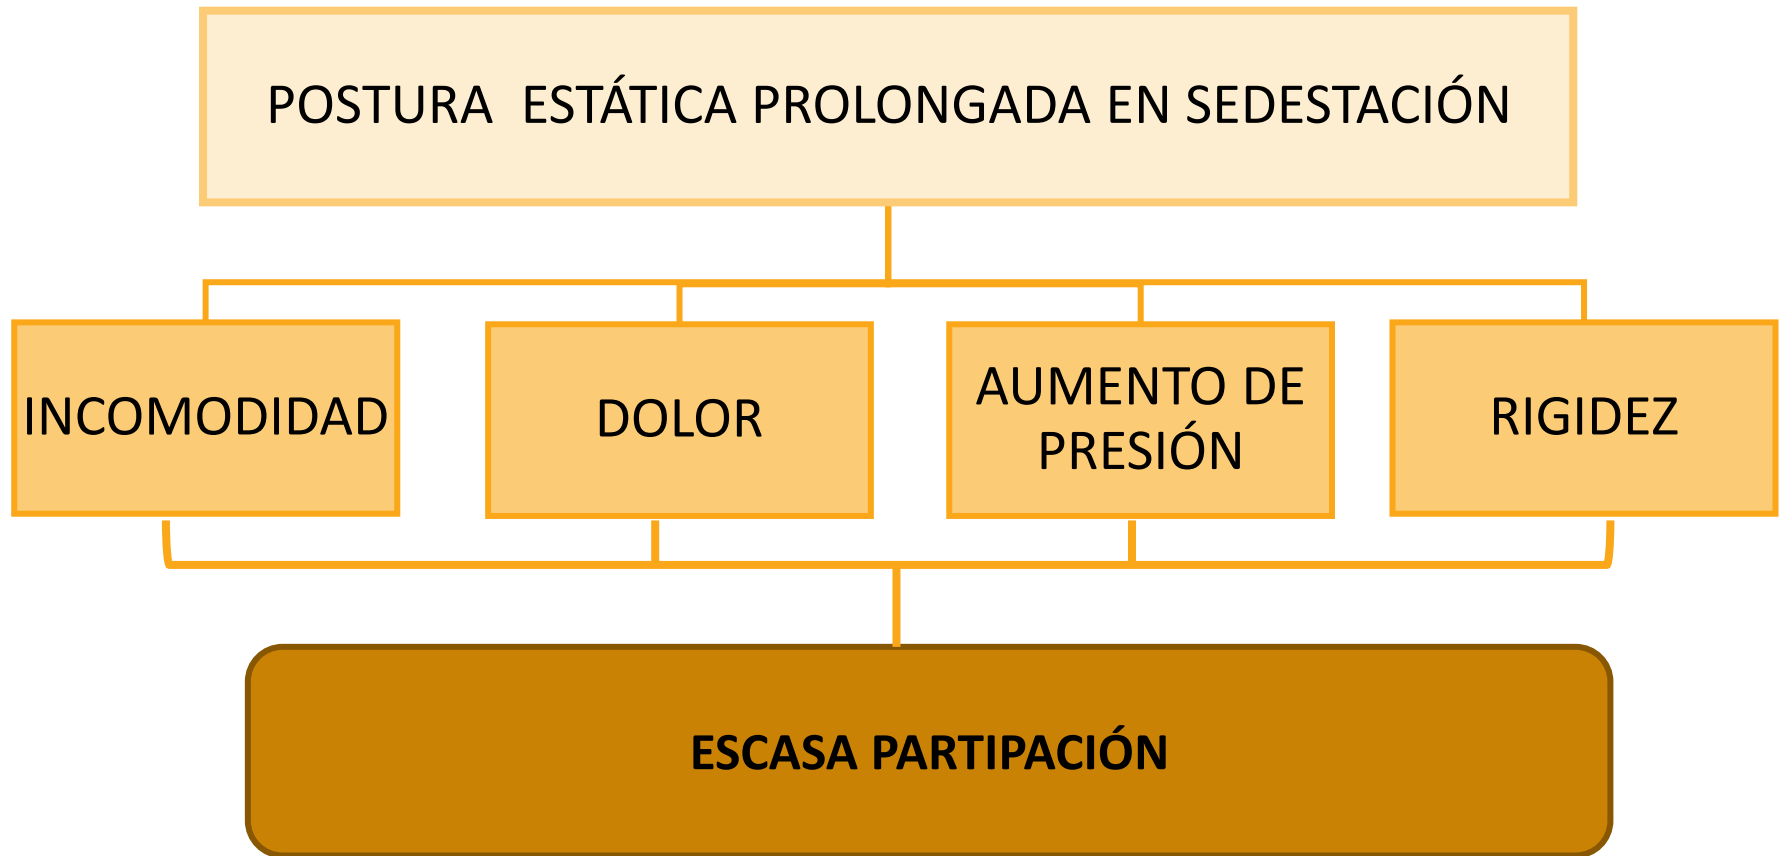 POSTURA  ESTÁTICA PROLONGADA EN SEDESTACIÓN
INCOMODIDAD
DOLOR
AUMENTO DE
PRESIÓN
RIGIDEZ
ESCASA PARTIPACIÓN